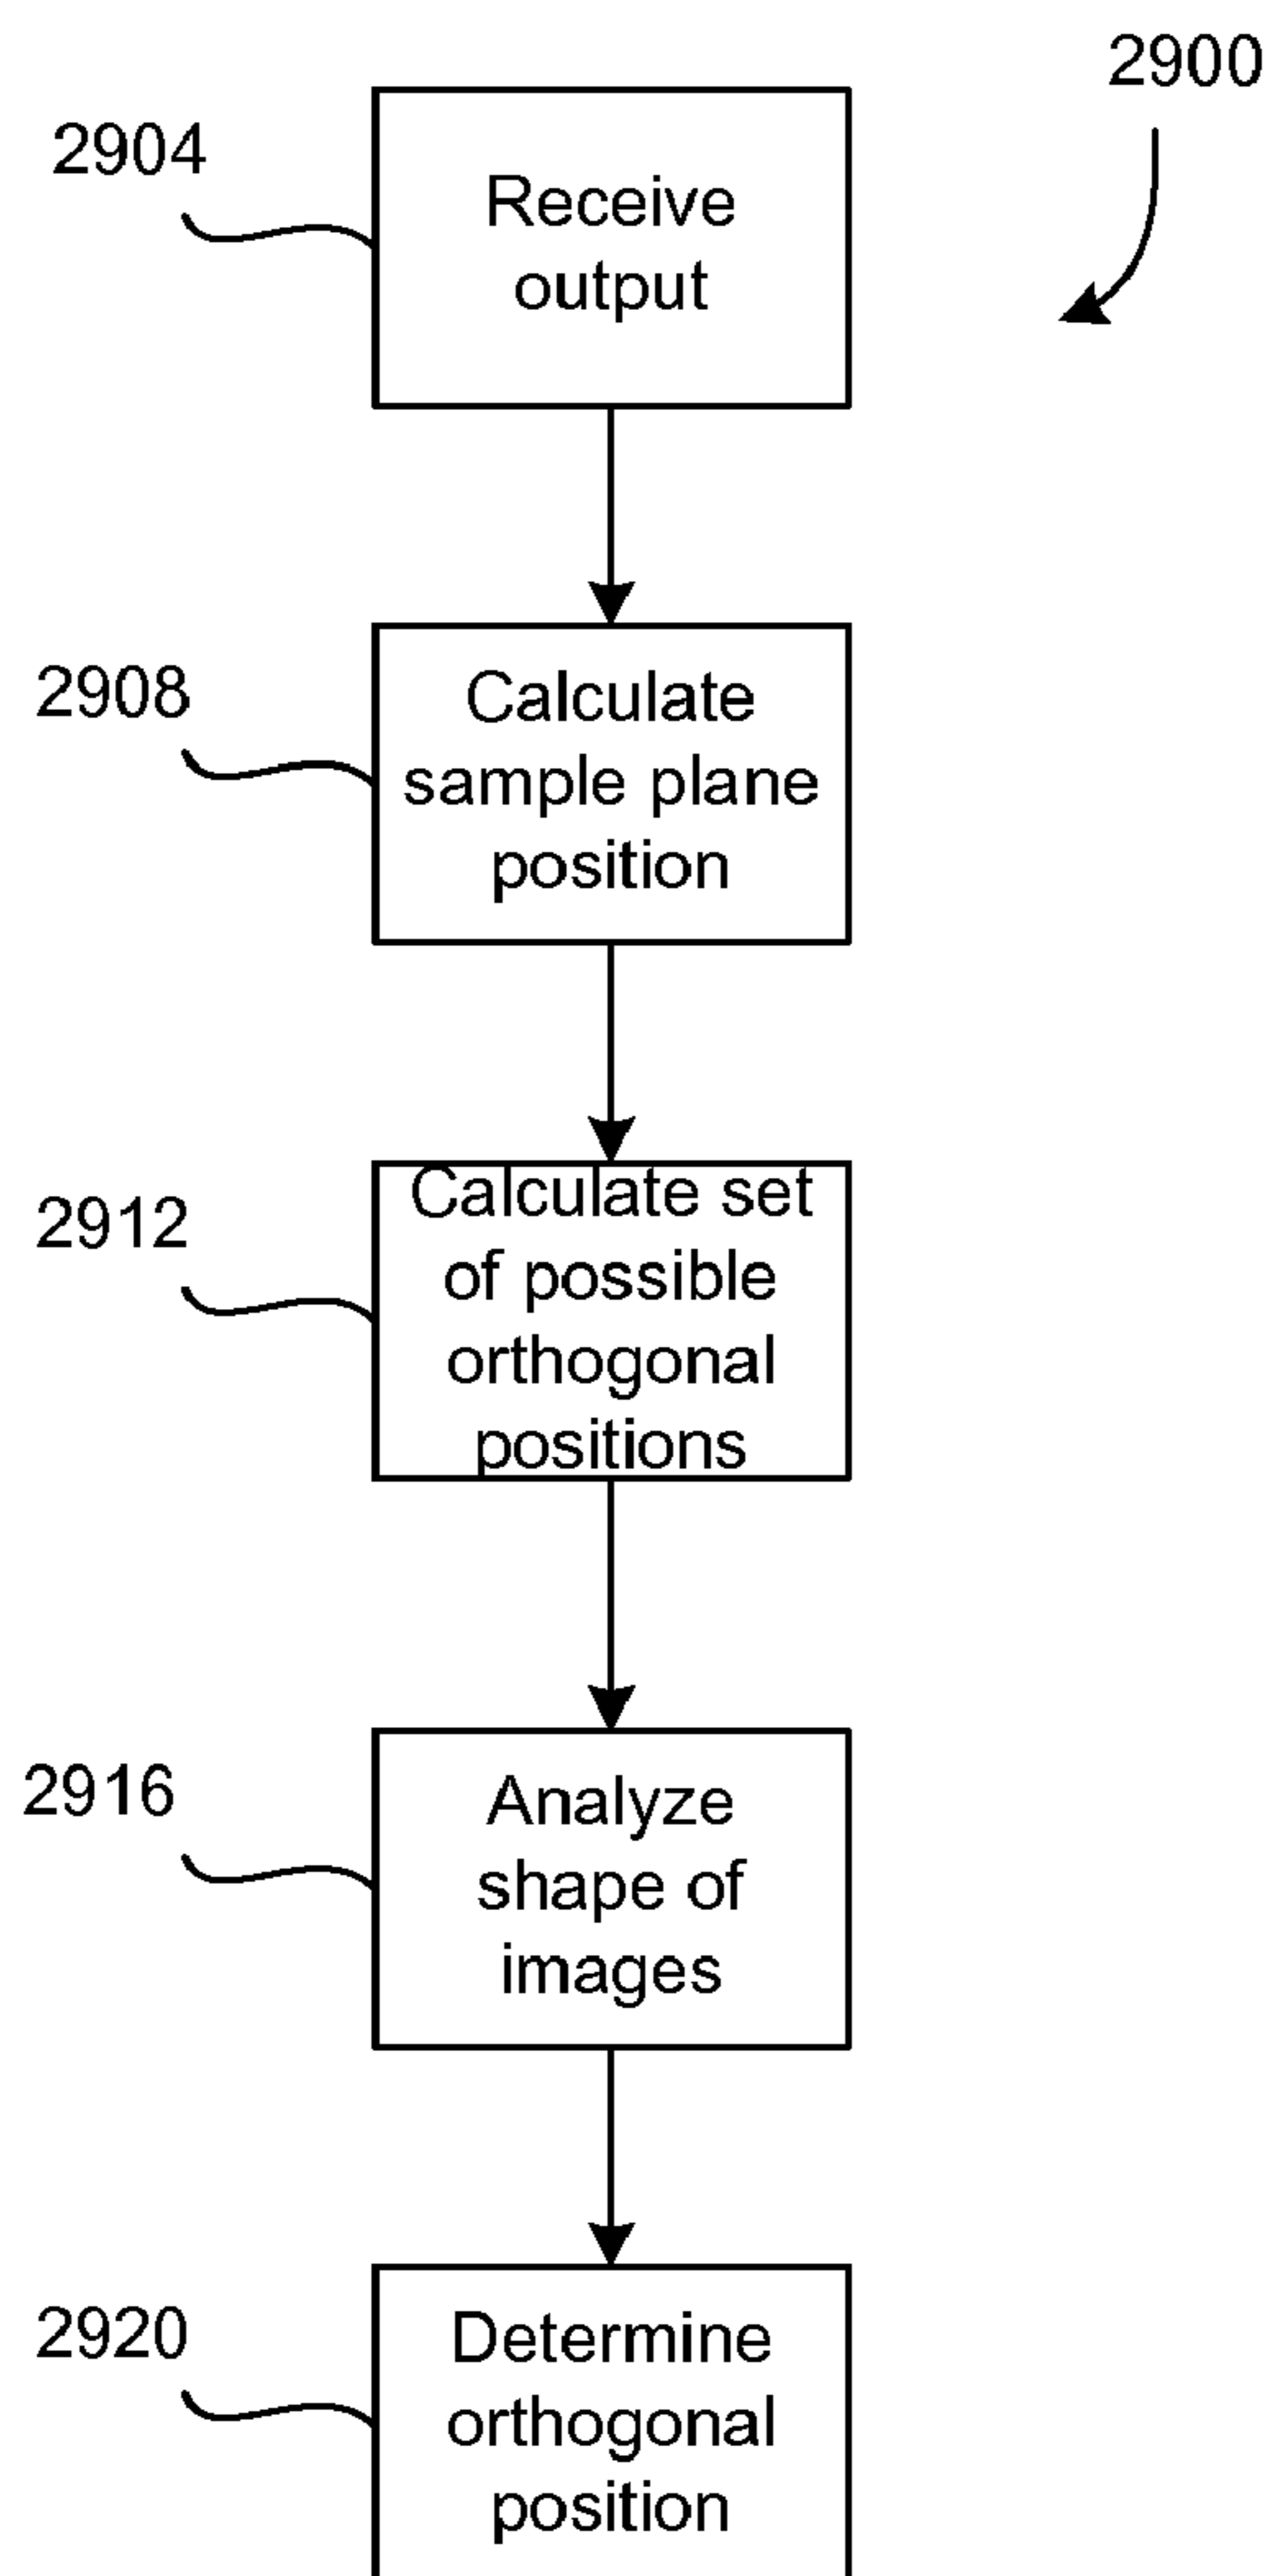 2900
2904
Receive
output
2908
Calculate
sample plane
position
2912
Calculate set
of possible
orthogonal
positions
2916
Analyze
shape of
images
2920
Determine
orthogonal
position